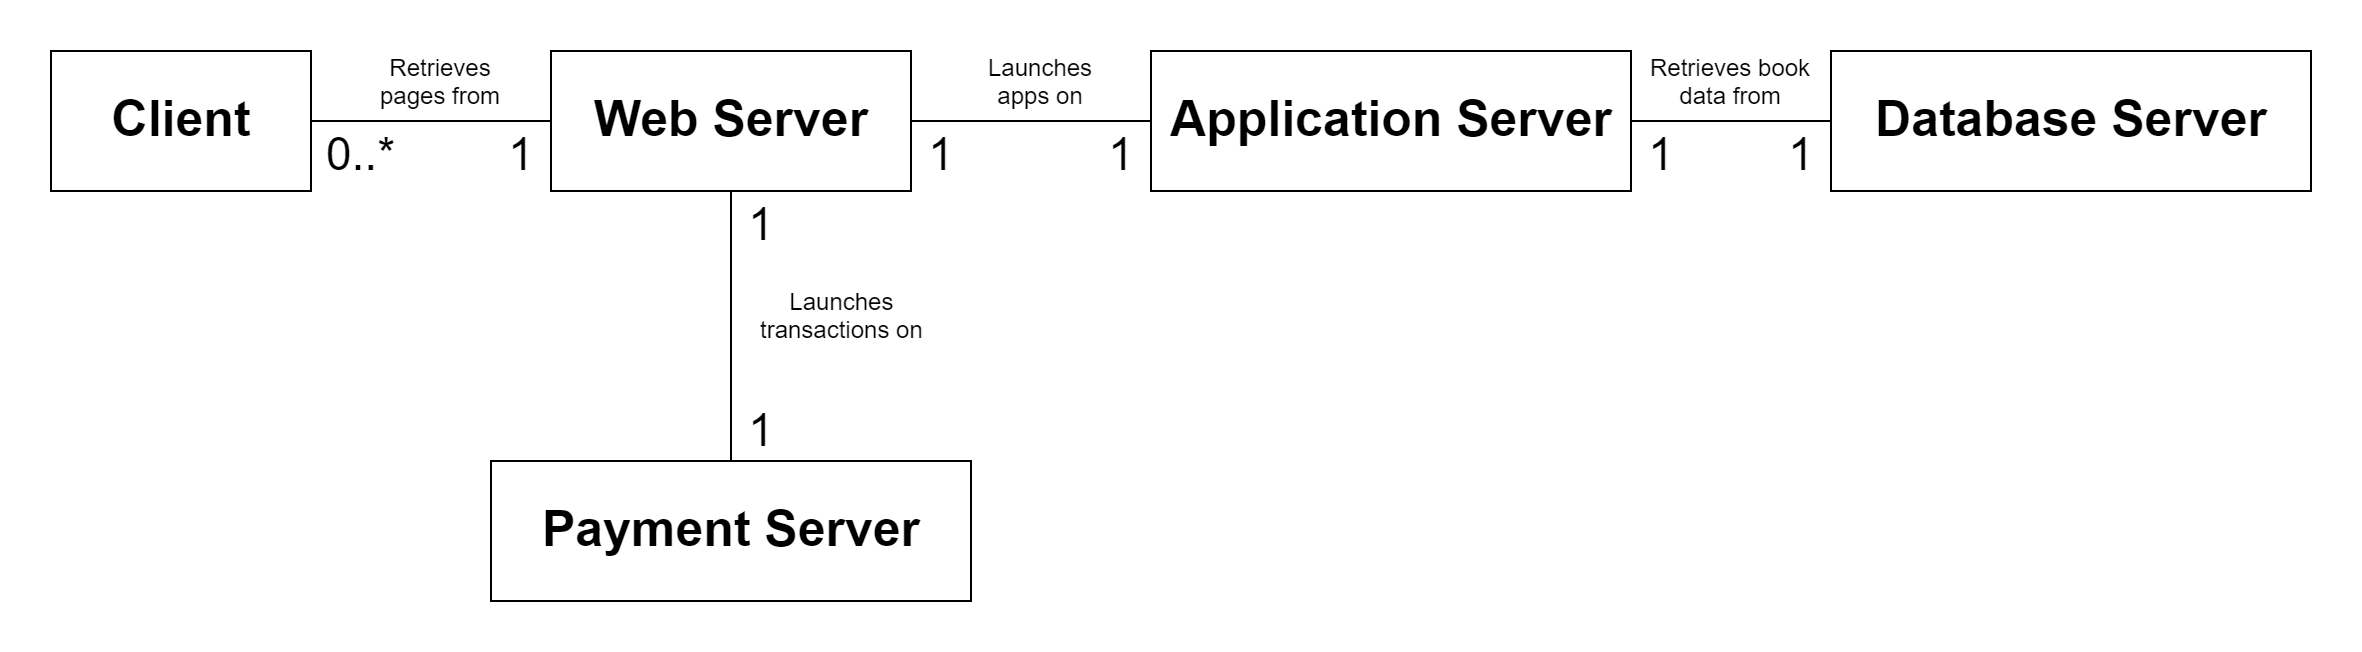 Client
Retrieves
pages from
0..*
1
Web Server
Launches
apps on
1
1
Application Server
Retrieves book
data from
1
1
Database Server
1
Launches
transactions on
1
Payment Server